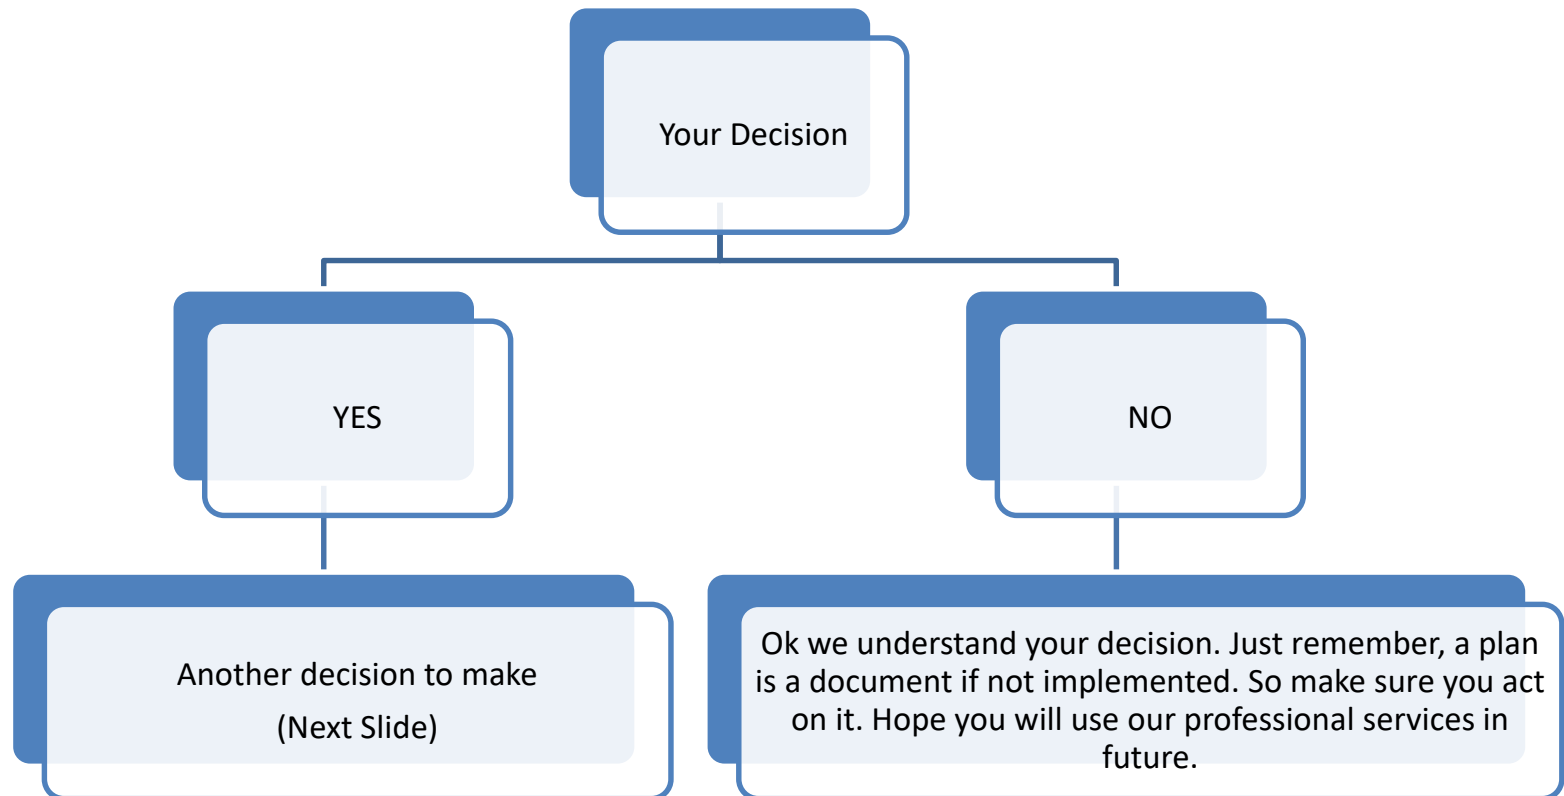 Your Decision
YES
NO
Another decision to make
(Next Slide)
Ok we understand your decision. Just remember, a plan
is a document if not implemented. So make sure you act
on it. Hope you will use our professional services in
future.